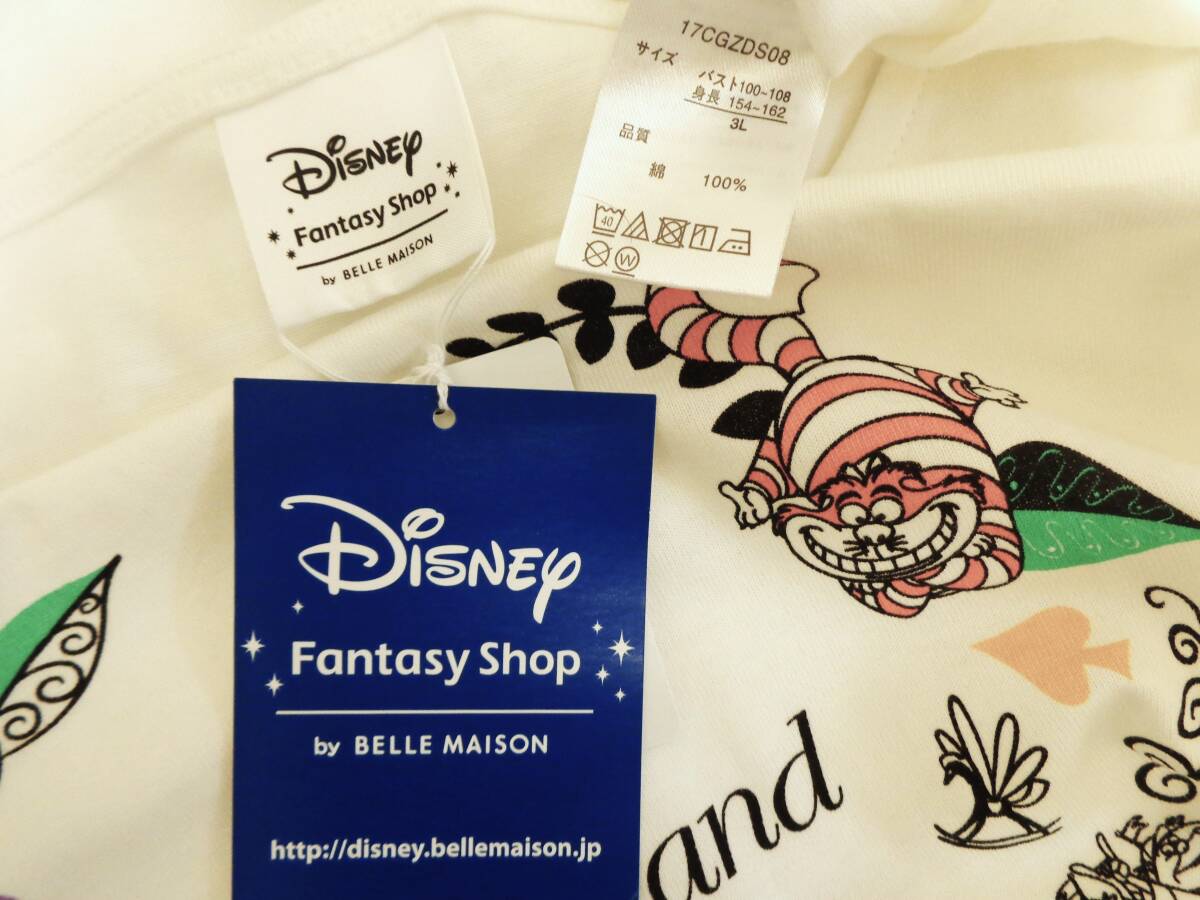 DISNEY
Fantasy Shop
by BELLE MAISON
17CGZDS08
サイズ
バスト100~108
身長 154~162
3L
品質
綿 100%
40
W
DISNEY
Fantasy Shop
by BELLE MAISON
http://disney.bellemaison.jp
and